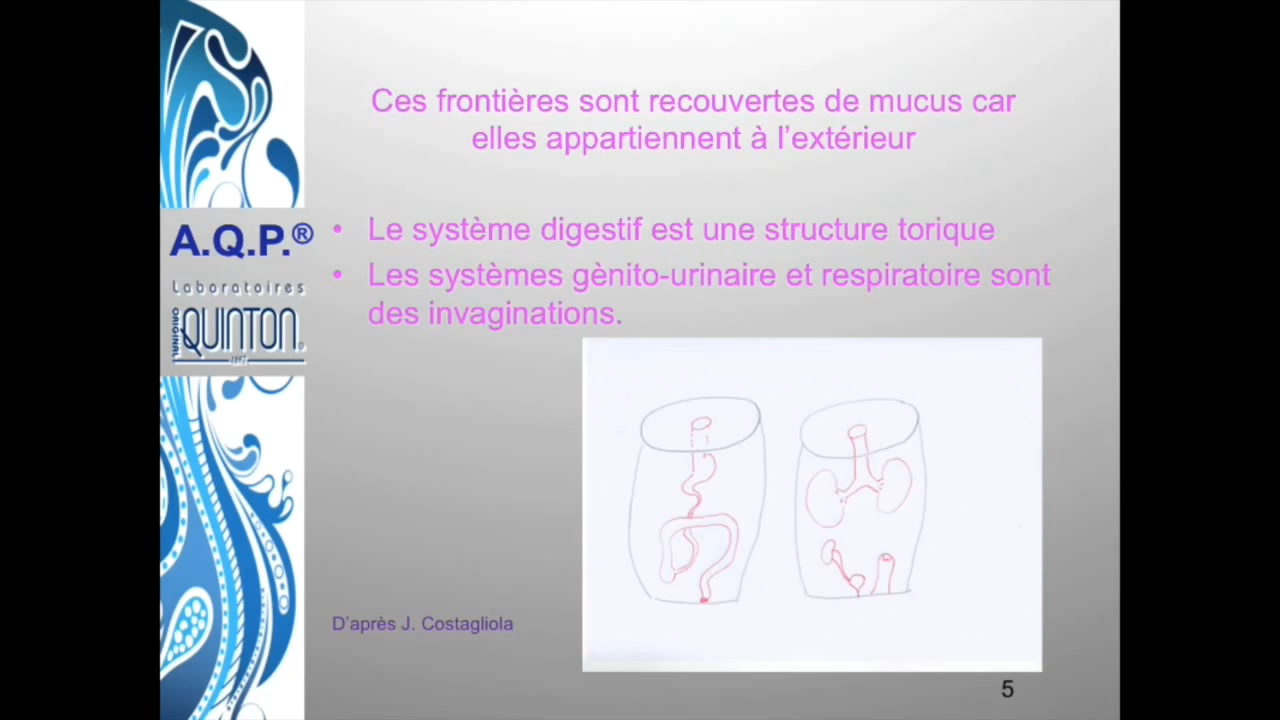 Ces frontières sont recouvertes de mucus car
elles appartiennent à l’extérieur
A.Q.P.®
Laboratoires
ORIGINAL
QUINTON
• Le système digestif est une structure torique
• Les systèmes gènito-urinaire et respiratoire sont
des invaginations.
D’après J. Costagliola
5